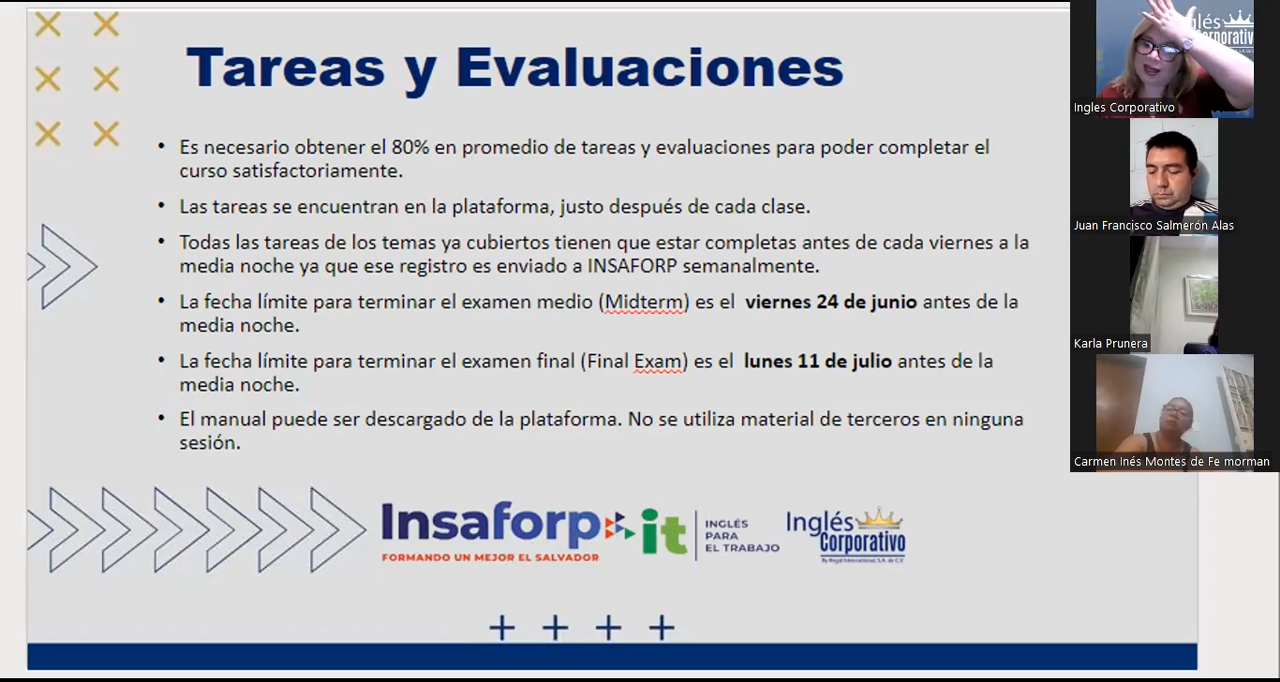 Tareas y Evaluaciones
• Es necesario obtener el 80% en promedio de tareas y evaluaciones para poder completar el
curso satisfactoriamente.
• Las tareas se encuentran en la plataforma, justo después de cada clase.
• Todas las tareas de los temas ya cubiertos tienen que estar completas antes de cada viernes a la
media noche ya que ese registro es enviado a INSAFORP semanalmente.
• La fecha límite para terminar el examen medio (Midterm) es el viernes 24 de junio antes de la
media noche.
• La fecha límite para terminar el examen final (Final Exam) es el lunes 11 de julio antes de la
media noche.
• El manual puede ser descargado de la plataforma. No se utiliza material de terceros en ninguna
sesión.
Insaforp
FORMANDO UN MEJOR EL SALVADOR
it
INGLÉS
PARA
EL TRABAJO
Inglés
Corporativo
Ingles Corporativo
Juan Francisco Salmerón Alas
Karla Prunera
Carmen Inés Montes de Fe morman